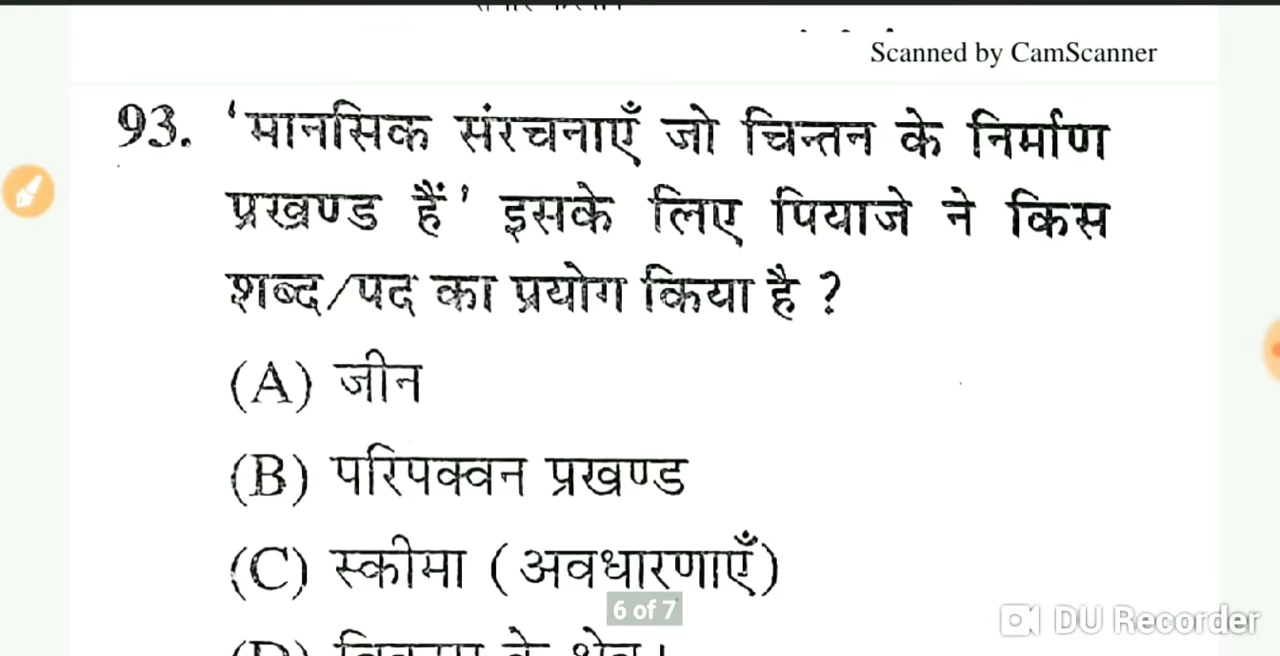 Scanned by CamScanner
93. 'मानसिक संरचनाएँ जो चिन्तन के निर्माण
प्रखण्ड हैं' इसके लिए पियाजे ने किस
शब्द/पद का प्रयोग किया है ?
(A) जीन
(B) परिपक्वन प्रखण्ड
(C) स्कीमा (अवधारणाएँ)
6 of 7
DU Recorder
(D) विकास के क्षेत्र।